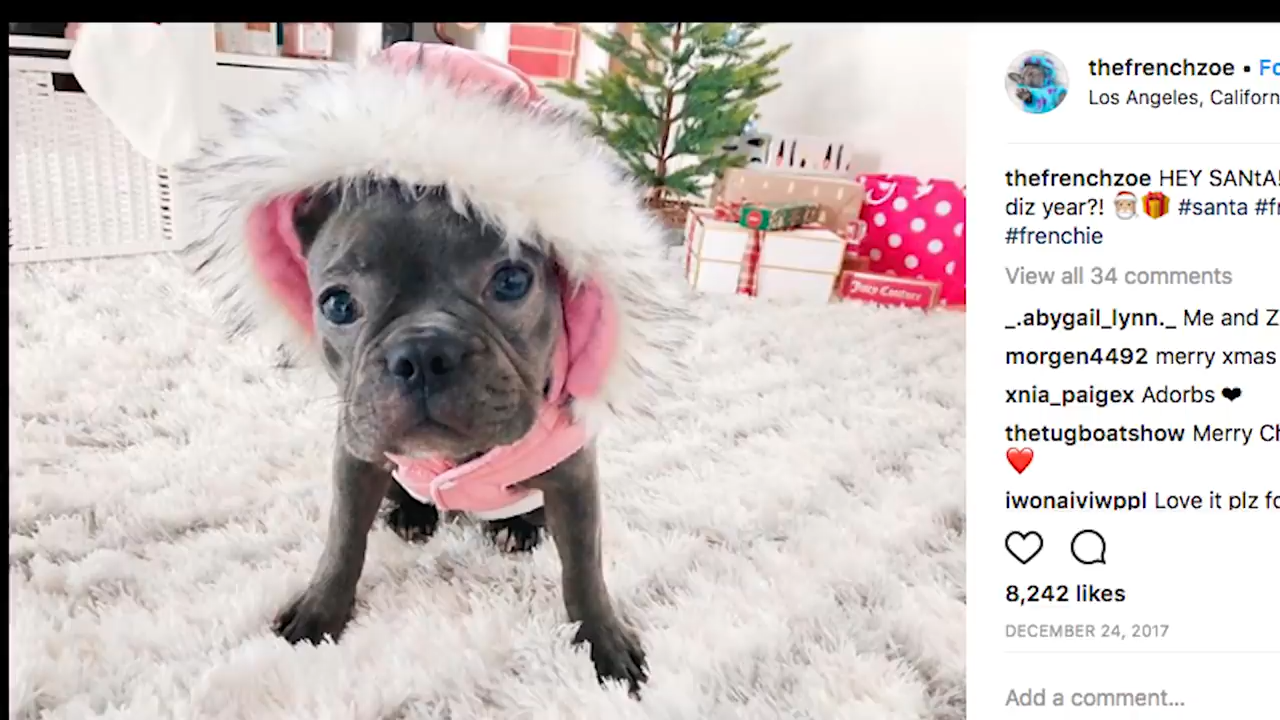 thefrenchzoe • Fo
Los Angeles, Californ
thefrenchzoe HEY SANtA!
diz year?! 🎅🎁 #santa #fr
#frenchie
View all 34 comments
_.abygail_lynn._ Me and Z
morgen4492 merry xmas
xnia_paigex Adorbs ❤
thetugboatshow Merry Ch
❤️
iwonaiviwppl Love it plz fo
8,242 likes
DECEMBER 24, 2017
Add a comment...
Juicy Couture